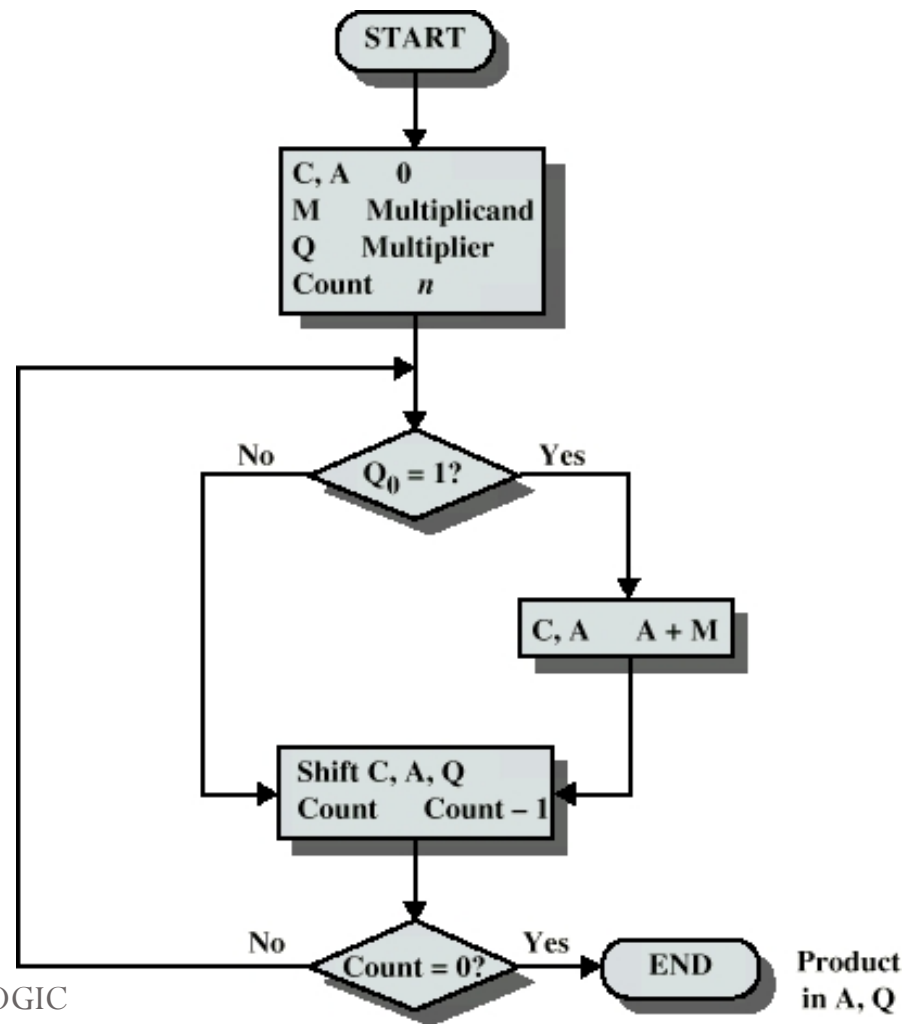 START
C, A 0
M Multiplicand
Q Multiplier
Count n
No
Q0 = 1?
Yes
C, A A + M
Shift C, A, Q
Count Count – 1
No
Count = 0?
Yes
END
Product
in A, Q